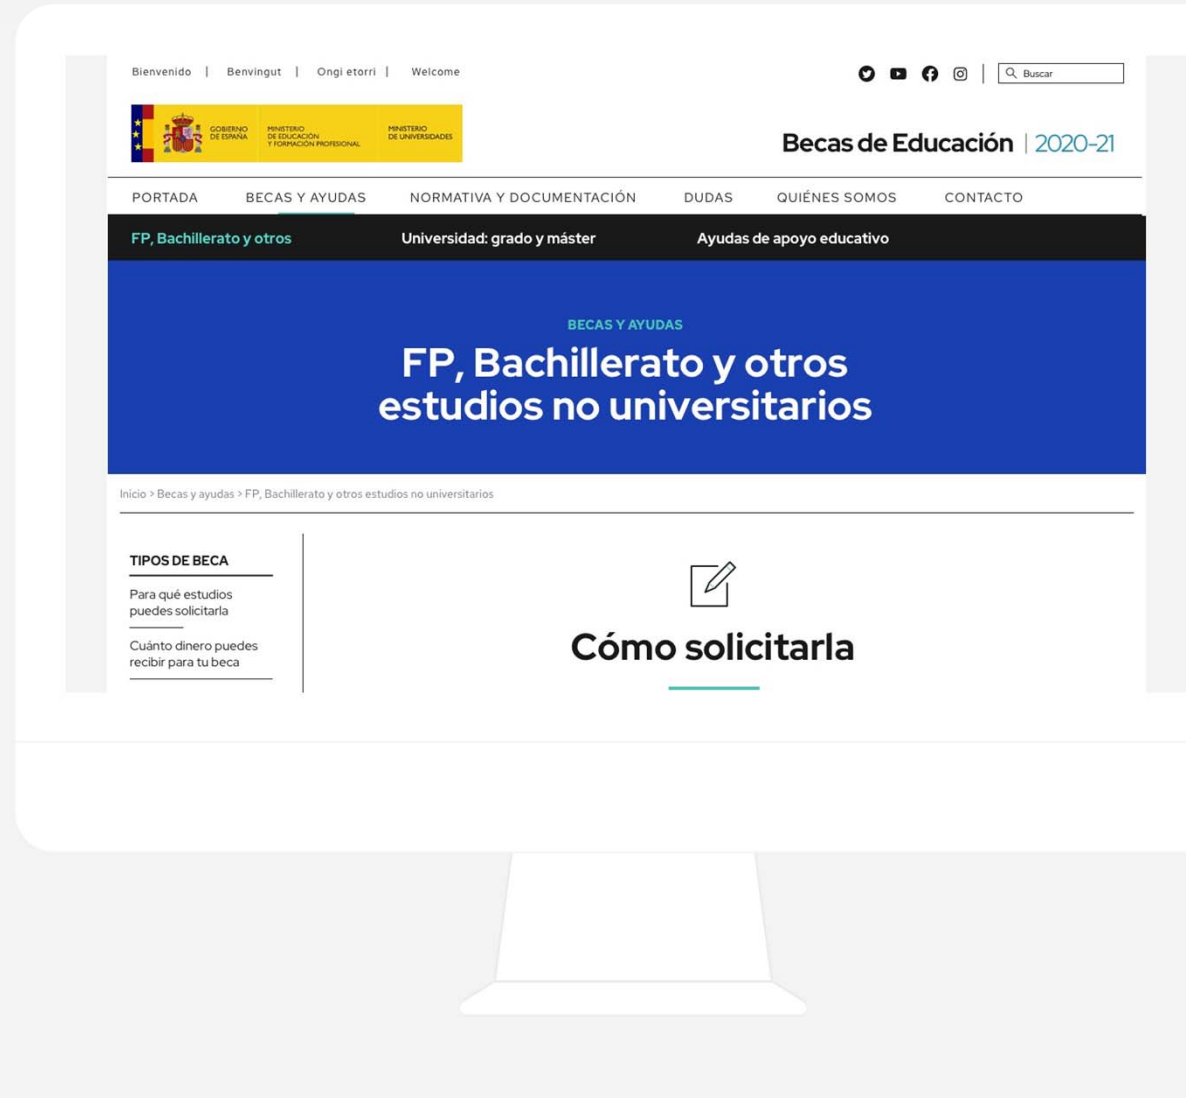 Bienvenido | Benvingut | Ongi etorri | Welcome
Buscar
GOBIERNO
DE ESPAÑA
MINISTERIO
DE EDUCACIÓN
Y FORMACIÓN PROFESIONAL
MINISTERIO
DE UNIVERSIDADES
Becas de Educación | 2020-21
PORTADA BECAS Y AYUDAS NORMATIVA Y DOCUMENTACIÓN DUDAS QUIÉNES SOMOS CONTACTO
FP, Bachillerato y otros Universidad: grado y máster Ayudas de apoyo educativo
BECAS Y AYUDAS
FP, Bachillerato y otros
estudios no universitarios
Inicio > Becas y ayudas > FP, Bachillerato y otros estudios no universitarios
TIPOS DE BECA
Para qué estudios
puedes solicitarla
Cuánto dinero puedes
recibir para tu beca
Cómo solicitarla